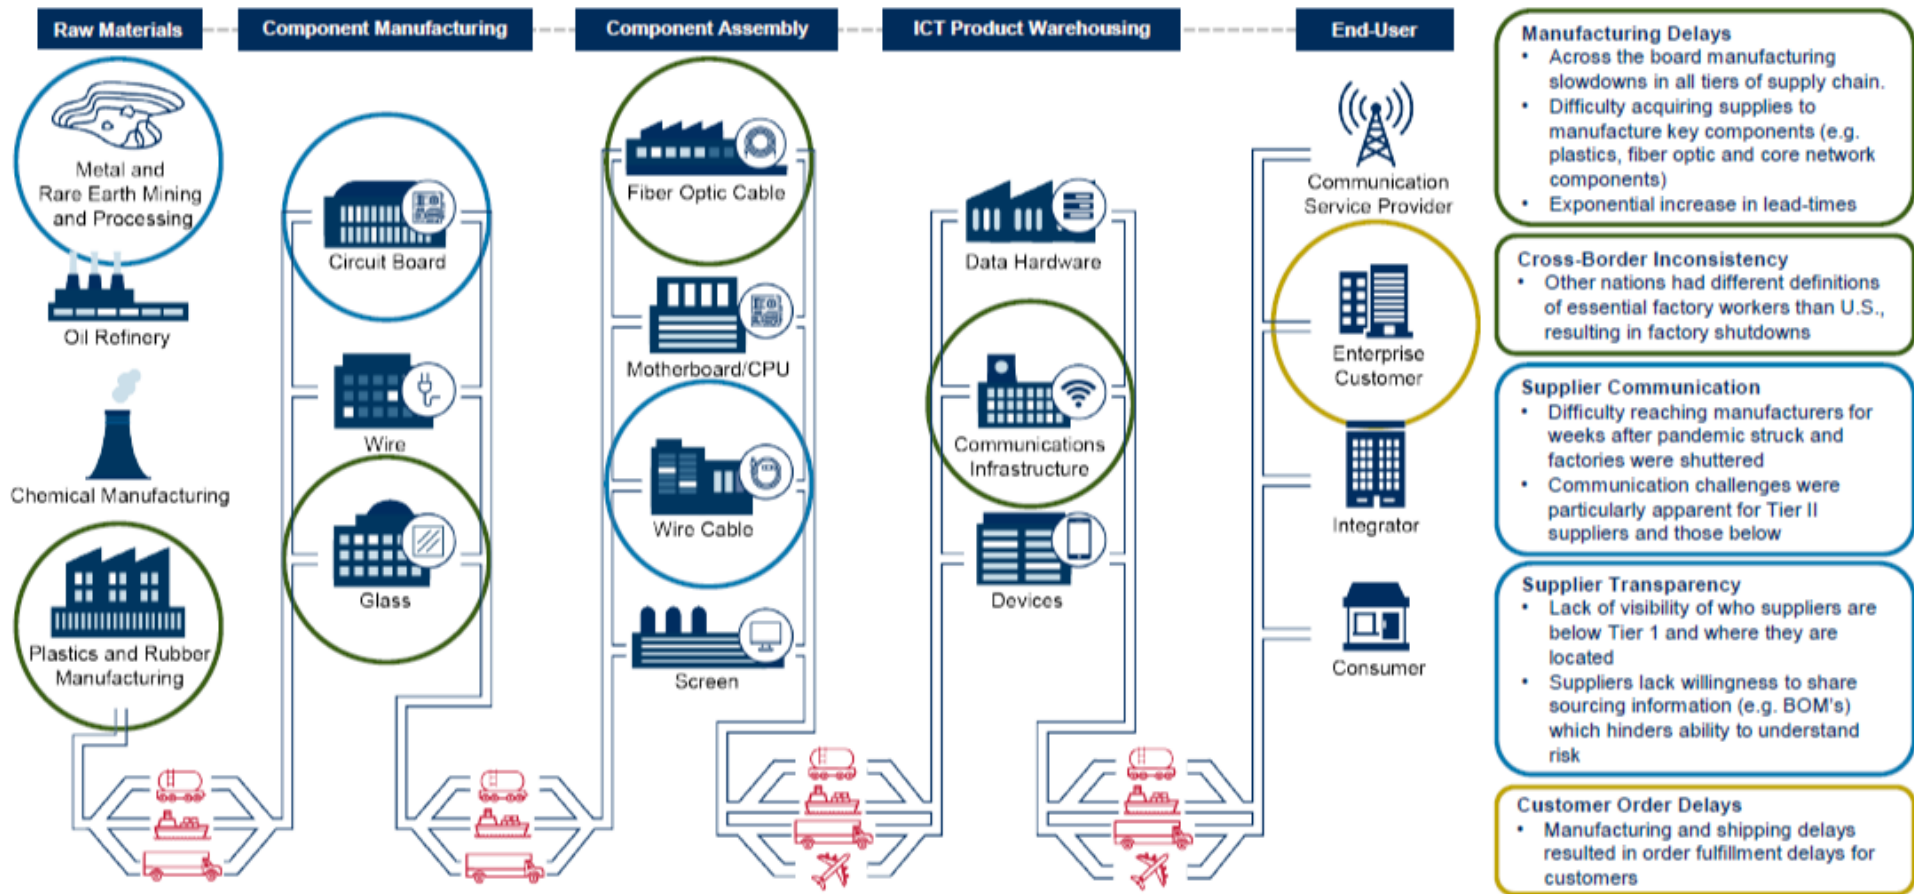 Raw Materials
Component Manufacturing
Component Assembly
ICT Product Warehousing
End-User
Metal and
Rare Earth Mining
and Processing
Oil Refinery
Chemical Manufacturing
Plastics and Rubber
Manufacturing
Circuit Board
Wire
Glass
Fiber Optic Cable
Motherboard/CPU
Wire Cable
Screen
Data Hardware
Communications
Infrastructure
Devices
Communication
Service Provider
Enterprise
Customer
Integrator
Consumer
Manufacturing Delays
• Across the board manufacturing
slowdowns in all tiers of supply chain.
• Difficulty acquiring supplies to
manufacture key components (e.g.
plastics, fiber optic and core network
components)
• Exponential increase in lead-times
Cross-Border Inconsistency
• Other nations had different definitions
of essential factory workers than U.S.,
resulting in factory shutdowns
Supplier Communication
• Difficulty reaching manufacturers for
weeks after pandemic struck and
factories were shuttered
• Communication challenges were
particularly apparent for Tier II
suppliers and those below
Supplier Transparency
• Lack of visibility of who suppliers are
below Tier 1 and where they are
located
• Suppliers lack willingness to share
sourcing information (e.g. BOM's)
which hinders ability to understand
risk
Customer Order Delays
• Manufacturing and shipping delays
resulted in order fulfillment delays for
customers